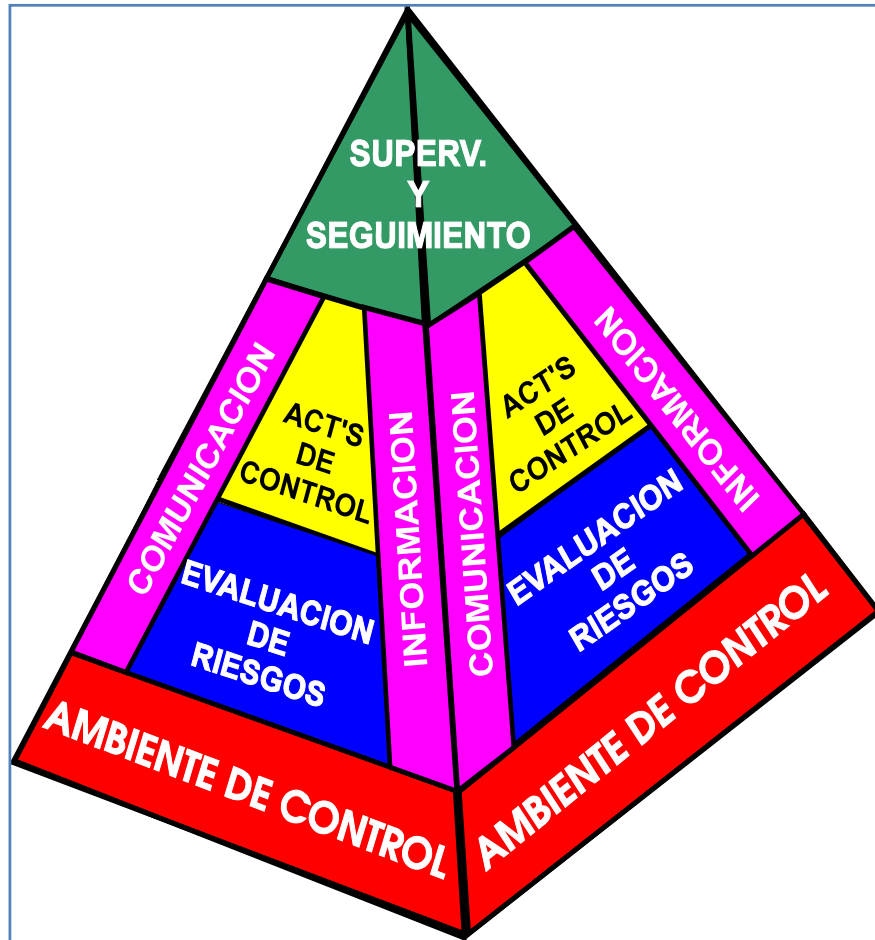 SUPERV.
Y
SEGUIMIENTO
COMUNICACION
ACT'S
DE
CONTROL
INFORMACION
EVALUACION
DE
RIESGOS
AMBIENTE DE CONTROL
COMUNICACION
ACT'S
DE
CONTROL
INFORMACION
EVALUACION
DE
RIESGOS
AMBIENTE DE CONTROL